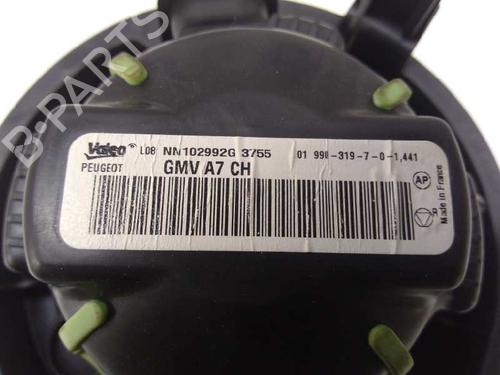 Valeo L08 NN102992G 3755 01 998-319-7-0-1,441
PEUGEOT GMV A7 CH
AP
Made in France
B-PARTS